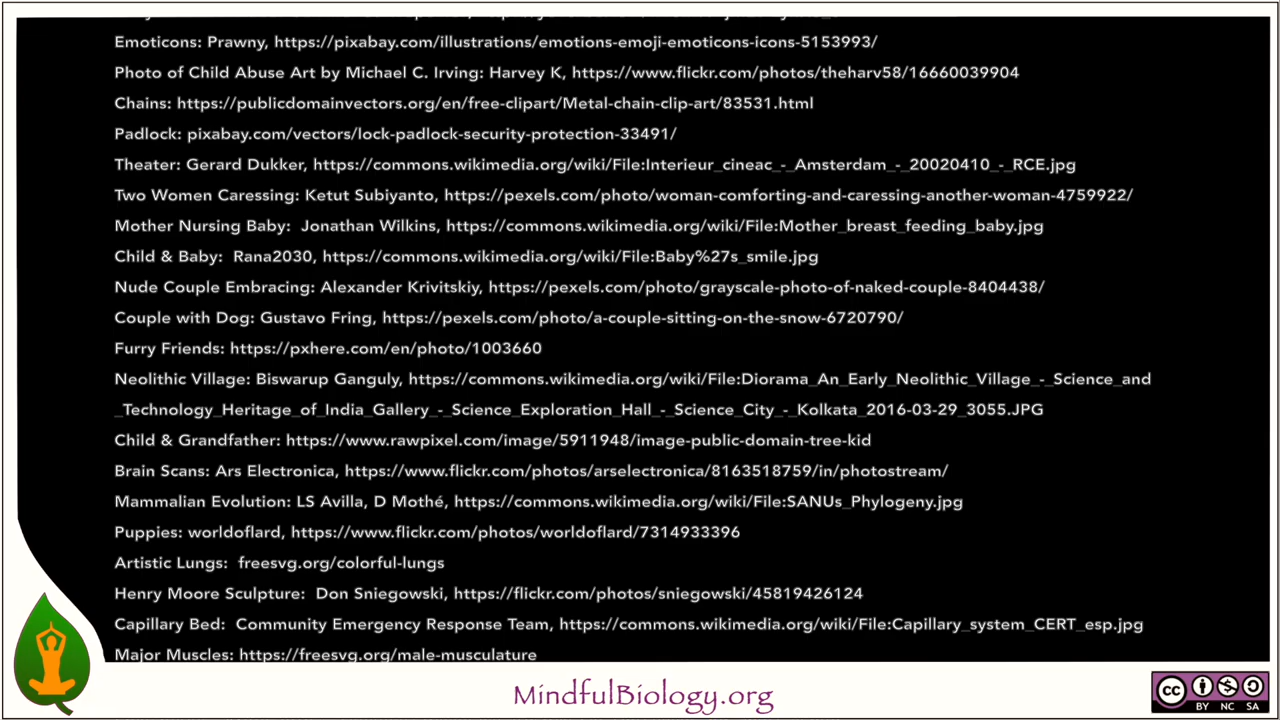 Emoticons: Prawny, https://pixabay.com/illustrations/emotions-emoji-emoticons-icons-5153993/
Photo of Child Abuse Art by Michael C. Irving: Harvey K, https://www.flickr.com/photos/theharv58/16660039904
Chains: https://publicdomainvectors.org/en/free-clipart/Metal-chain-clip-art/83531.html
Padlock: pixabay.com/vectors/lock-padlock-security-protection-33491/
Theater: Gerard Dukker, https://commons.wikimedia.org/wiki/File:Interieur_cineac_-_Amsterdam_-_20020410_-_RCE.jpg
Two Women Caressing: Ketut Subiyanto, https://pexels.com/photo/woman-comforting-and-caressing-another-woman-4759922/
Mother Nursing Baby:  Jonathan Wilkins, https://commons.wikimedia.org/wiki/File:Mother_breast_feeding_baby.jpg
Child & Baby:  Rana2030, https://commons.wikimedia.org/wiki/File:Baby%27s_smile.jpg
Nude Couple Embracing: Alexander Krivitskiy, https://pexels.com/photo/grayscale-photo-of-naked-couple-8404438/
Couple with Dog: Gustavo Fring, https://pexels.com/photo/a-couple-sitting-on-the-snow-6720790/
Furry Friends: https://pxhere.com/en/photo/1003660
Neolithic Village: Biswarup Ganguly, https://commons.wikimedia.org/wiki/File:Diorama_An_Early_Neolithic_Village_-_Science_and
_Technology_Heritage_of_India_Gallery_-_Science_Exploration_Hall_-_Science_City_-_Kolkata_2016-03-29_3055.JPG
Child & Grandfather: https://www.rawpixel.com/image/5911948/image-public-domain-tree-kid
Brain Scans: Ars Electronica, https://www.flickr.com/photos/arselectronica/8163518759/in/photostream/
Mammalian Evolution: LS Avilla, D Mothé, https://commons.wikimedia.org/wiki/File:SANUs_Phylogeny.jpg
Puppies: worldoflard, https://www.flickr.com/photos/worldoflard/7314933396
Artistic Lungs:  freesvg.org/colorful-lungs
Henry Moore Sculpture:  Don Sniegowski, https://flickr.com/photos/sniegowski/45819426124
Capillary Bed:  Community Emergency Response Team, https://commons.wikimedia.org/wiki/File:Capillary_system_CERT_esp.jpg
Major Muscles: https://freesvg.org/male-musculature
MindfulBiology.org
cc
BY NC SA